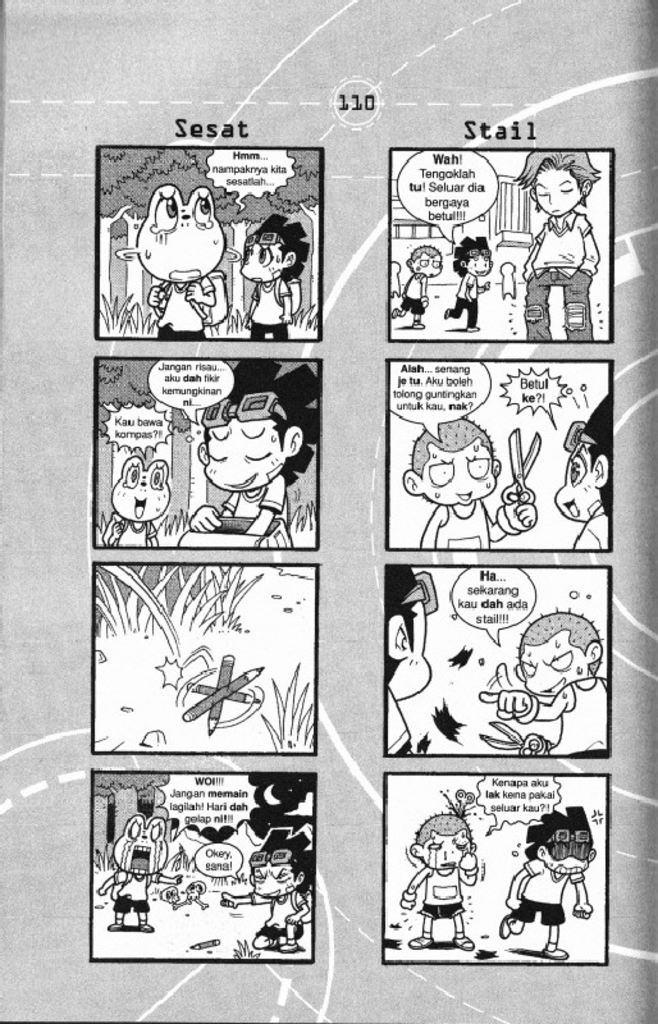 110
Sesat
Hmm...
nampaknya kita
sesatlah...
Jangan risau...
aku dah fikir
kemungkinan
ni...
Kau bawa
kompas?!!
WOI!!!
Jangan memain
lagilah! Hari dah
gelap ni!!!
Okey,
sana!
Stail
Wah!
Tengoklah
tu! Seluar dia
bergaya
betul!!!
Alah... senang
je tu. Aku boleh
tolong guntingkan
untuk kau, nak?
Betul
ke?!
Ha...
sekarang
kau dah ada
stail!!!
Kenapa aku
lak kena pakai
seluar kau?!